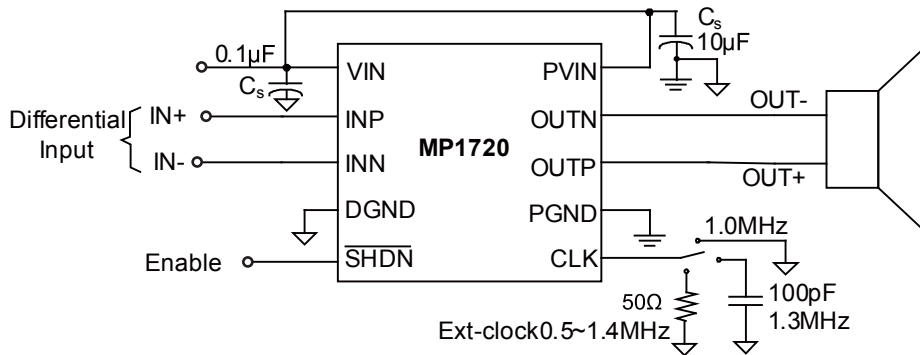 Cₛ
10µF
0.1µF
Cₛ
VIN
PVIN
OUT-
Differential
Input
IN+
INP
OUTN
MP1720
IN-
INN
OUTP
OUT+
DGND
PGND
1.0MHz
Enable
SHDN
CLK
50Ω
100pF
1.3MHz
Ext-clock0.5~1.4MHz